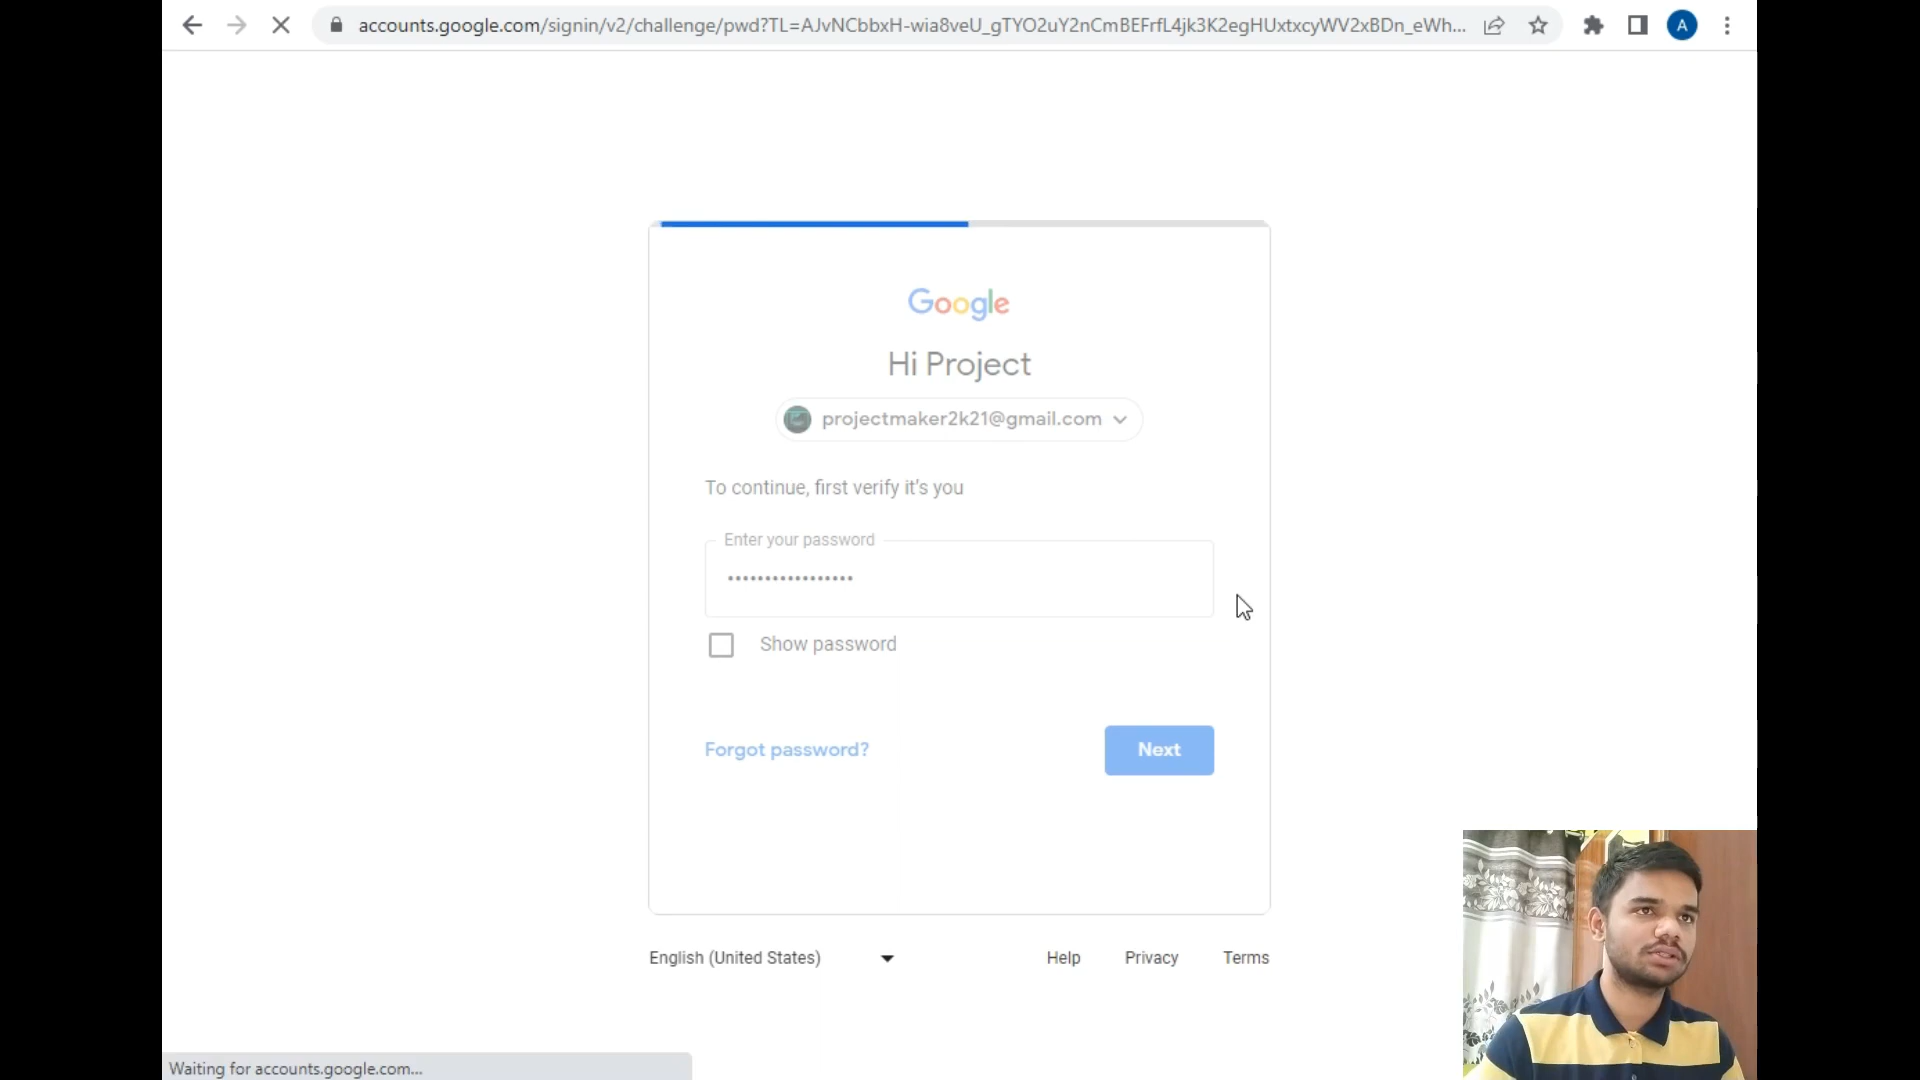 accounts.google.com/signin/v2/challenge/pwd?TL=AJvNCbbxH-wia8veU_gTYO2uY2nCmBEFrfL4jk3K2egHUxtxcyWV2xBDn_eWh...
A
Google
Hi Project
projectmaker2k21@gmail.com
To continue, first verify it's you
Enter your password
•••••••••••••••••
Show password
Forgot password?
Next
English (United States)
Help
Privacy
Terms
Waiting for accounts.google.com...